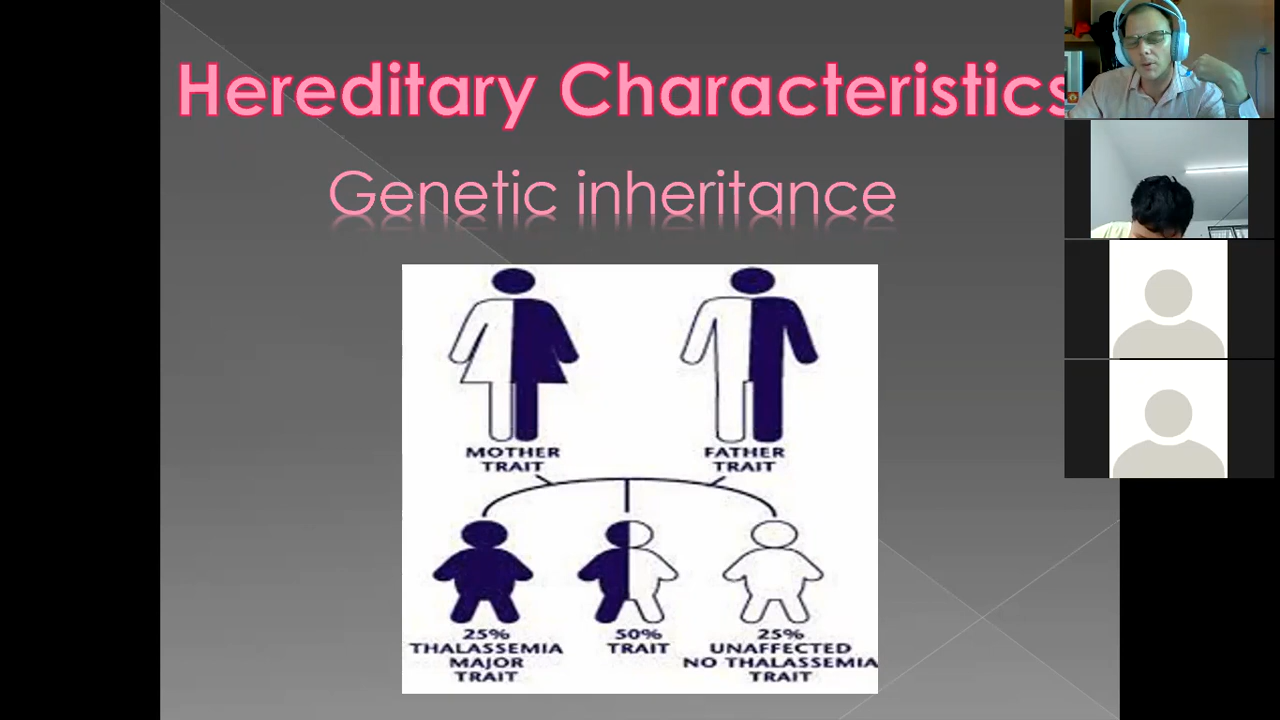 Hereditary Characteristics
Genetic inheritance
MOTHER
TRAIT
FATHER
TRAIT
25%
THALASSEMIA
MAJOR
TRAIT
50%
TRAIT
25%
UNAFFECTED
NO THALASSEMIA
TRAIT